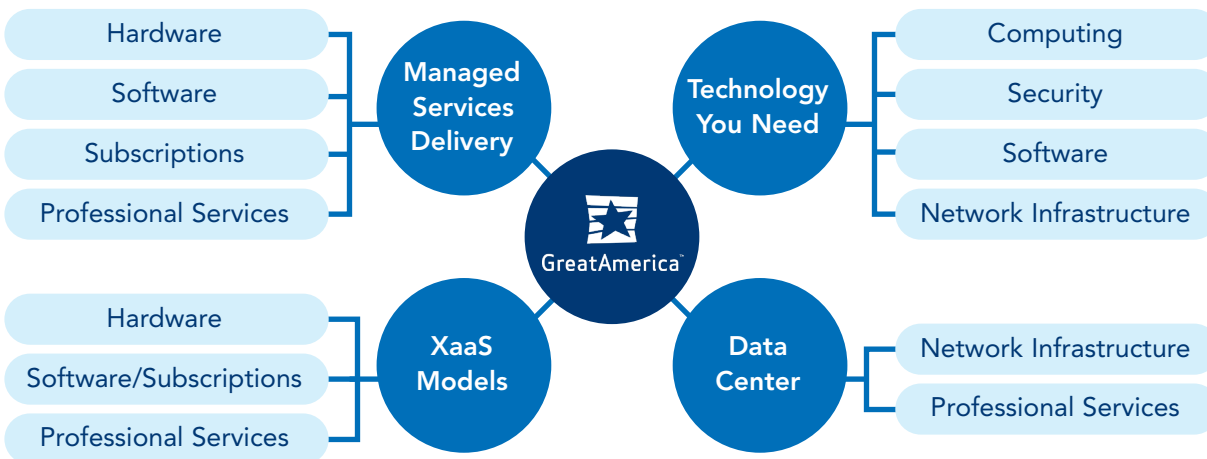 Hardware
Software
Subscriptions
Professional Services
Managed
Services
Delivery
Technology
You Need
Computing
Security
Software
Network Infrastructure
GreatAmerica™
Hardware
Software/Subscriptions
Professional Services
XaaS
Models
Data
Center
Network Infrastructure
Professional Services